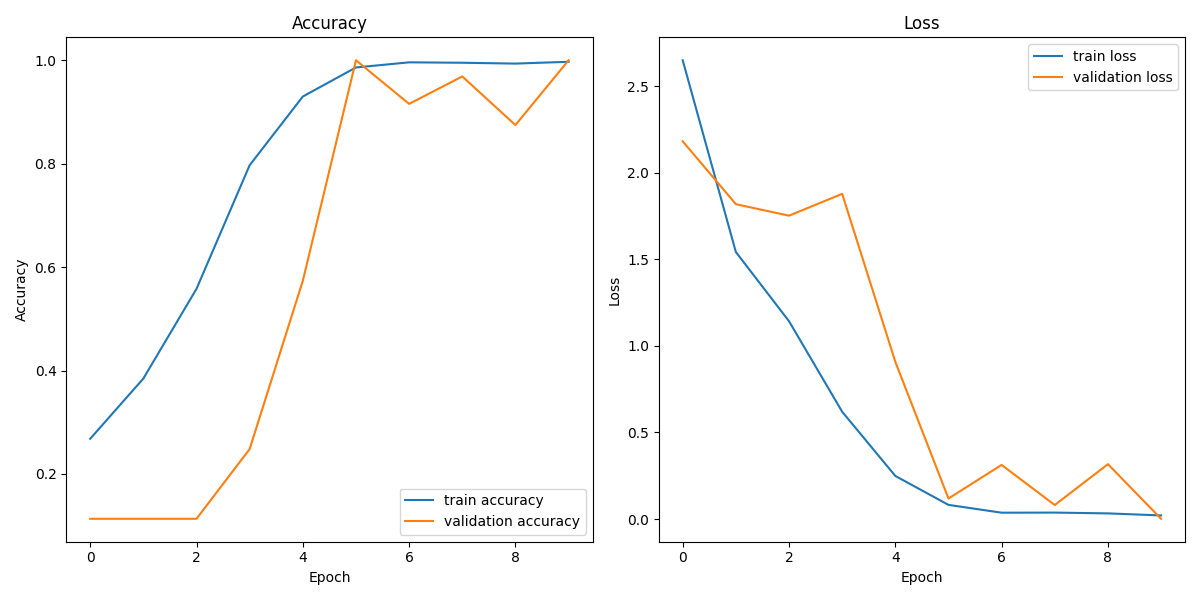 Accuracy
1.0
0.8
0.6
0.4
0.2
Accuracy
0 2 4 6 8
Epoch
train accuracy
validation accuracy
Loss
2.5
2.0
1.5
1.0
0.5
0.0
Loss
0 2 4 6 8
Epoch
train loss
validation loss